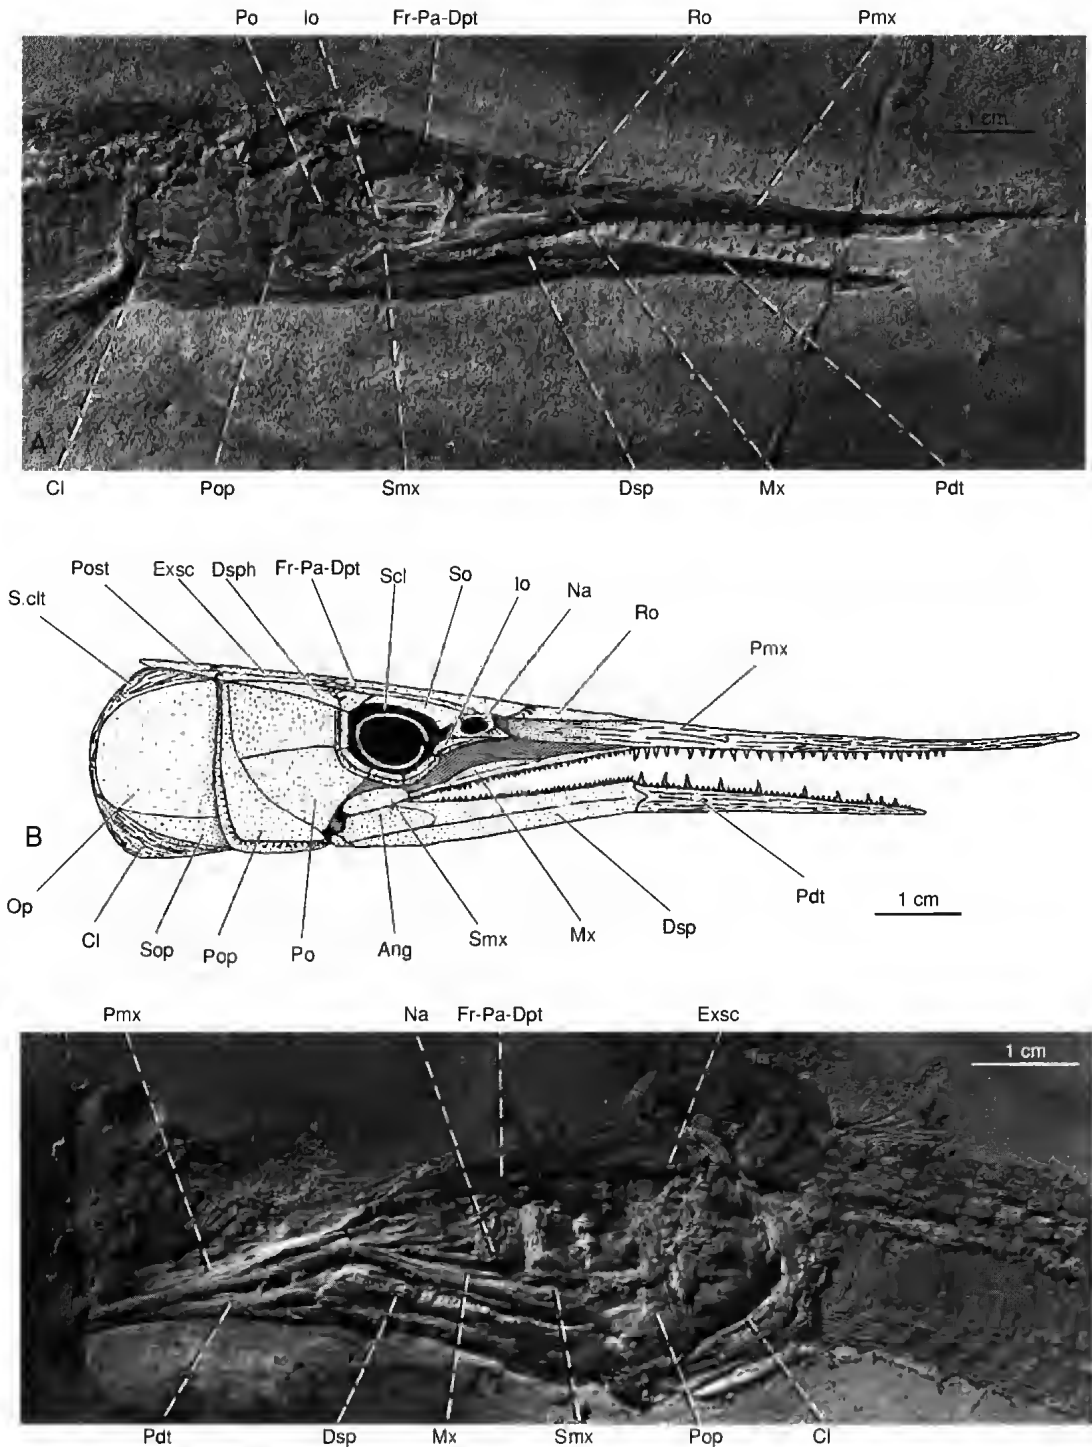 Po Io Fr-Pa-Dpt Ro Pmx
1 cm
A
Cl Pop Smx Dsp Mx Pdt
Post Exsc Dsph Fr-Pa-Dpt Scl So Io Na Ro Pmx
S.clt
B
Op Cl Sop Pop Po Ang Smx Mx Dsp Pdt
1 cm
Pmx Na Fr-Pa-Dpt Exsc
1 cm
Pdt Dsp Mx Smx Pop Cl